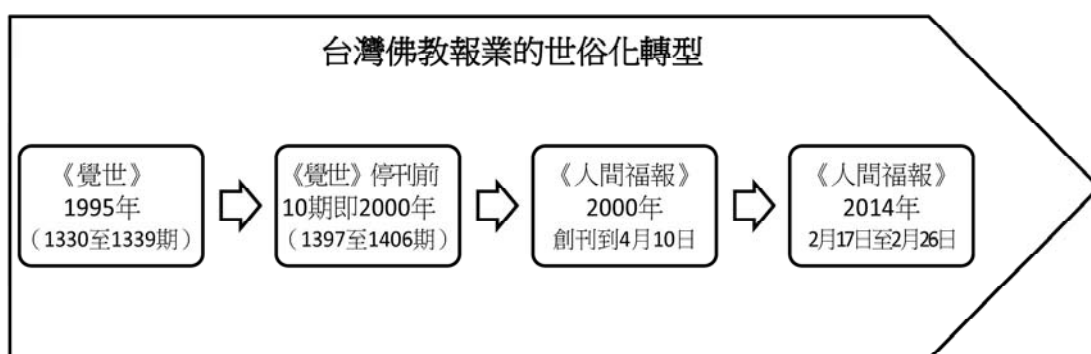 台灣佛教報業的世俗化轉型
《覺世》
1995年
（1330至1339期）
《覺世》停刊前
10期即2000年
（1397至1406期）
《人間福報》
2000年
創刊到4月10日
《人間福報》
2014年
2月17日至2月26日